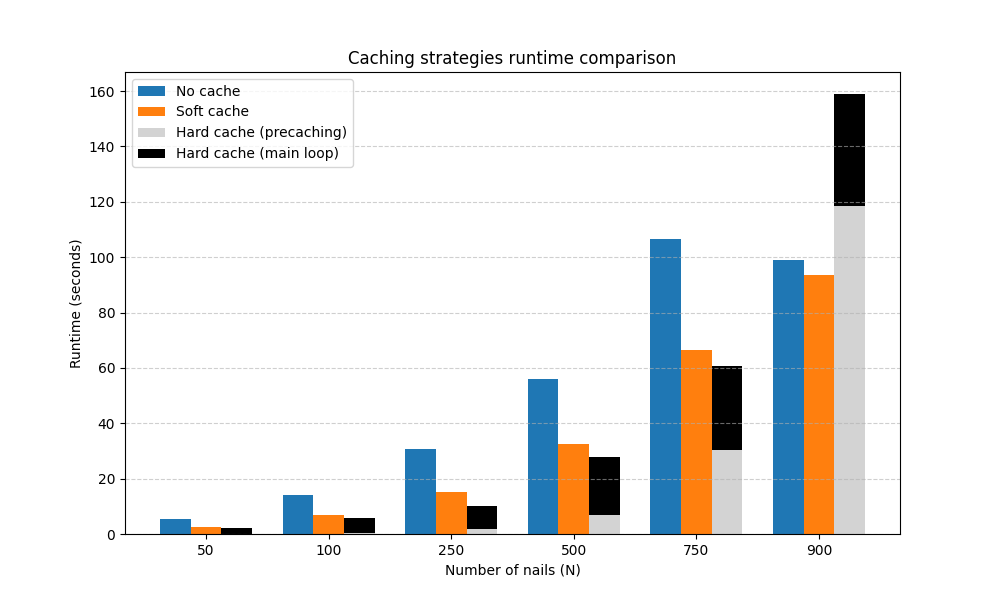 Caching strategies runtime comparison
No cache
Soft cache
Hard cache (precaching)
Hard cache (main loop)
Runtime (seconds)
160
140
120
100
80
60
40
20
0
50 100 250 500 750 900
Number of nails (N)